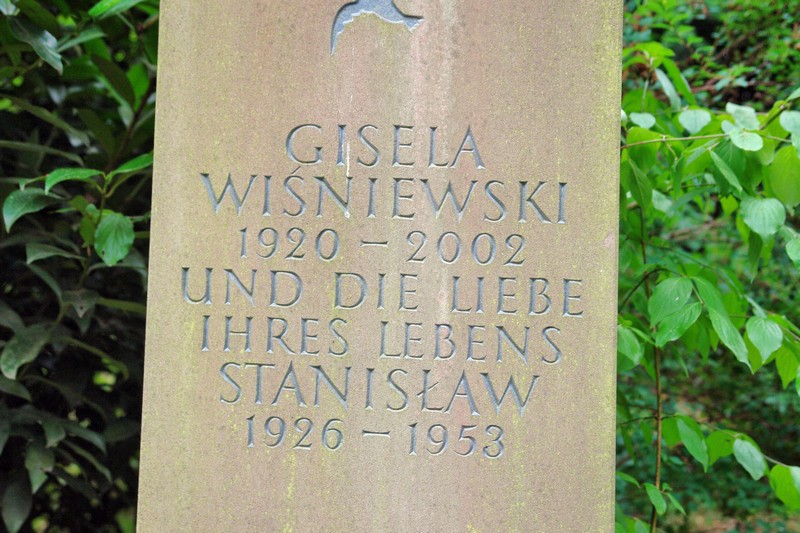 GISELA
WIŚNIEWSKI
1920 – 2002
UND DIE LIEBE
IHRES LEBENS
STANISŁAW
1926 – 1953